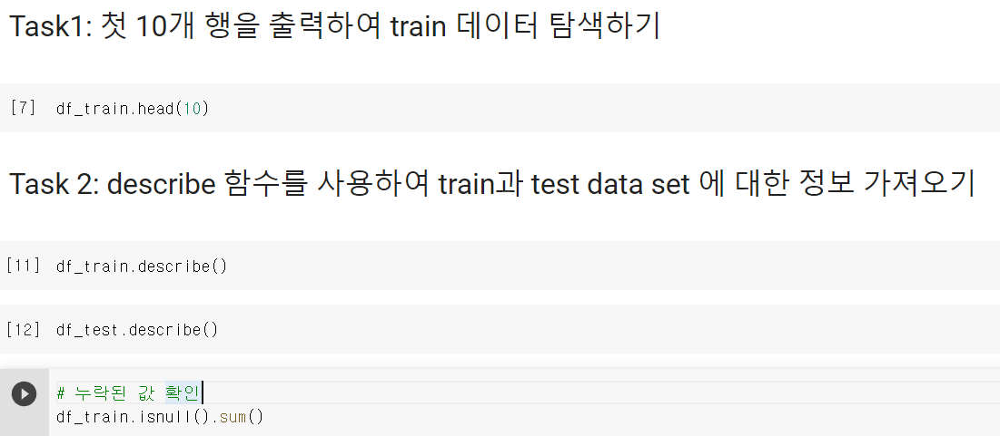 Task1: 첫 10개 행을 출력하여 train 데이터 탐색하기
[7] df_train.head(10)
Task 2: describe 함수를 사용하여 train과 test data set 에 대한 정보 가져오기
[11] df_train.describe()
[12] df_test.describe()
# 누락된 값 확인
df_train.isnull().sum()